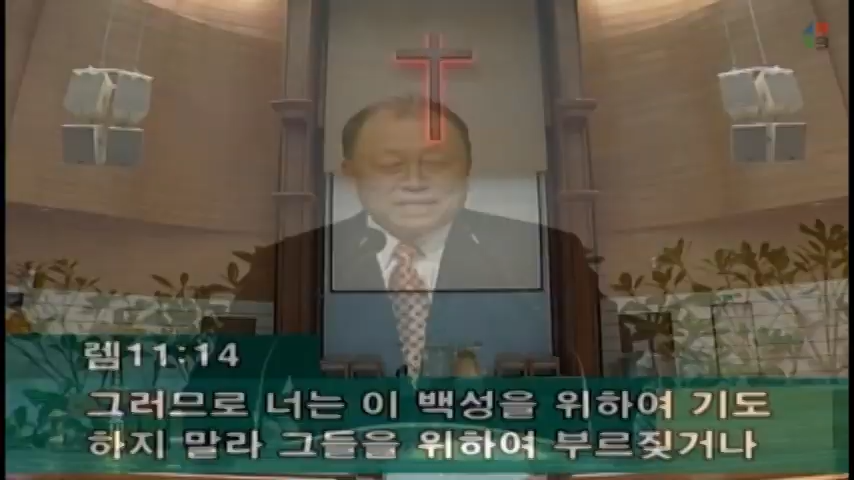 렘11:14
그러므로 너는 이 백성을 위하여 기도
하지 말라 그들을 위하여 부르짖거나